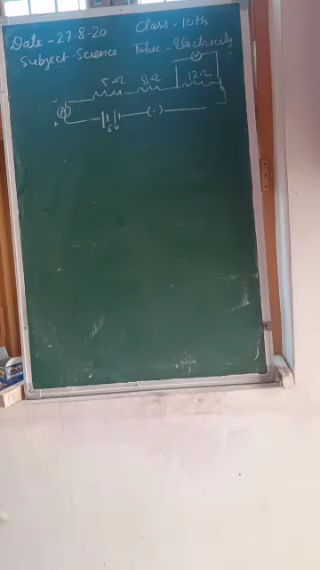 Date - 27-8-20 Class - 10th
Subject Science Topic - Electricity
5Ω 8Ω 12Ω
- A
+ 6V (·)